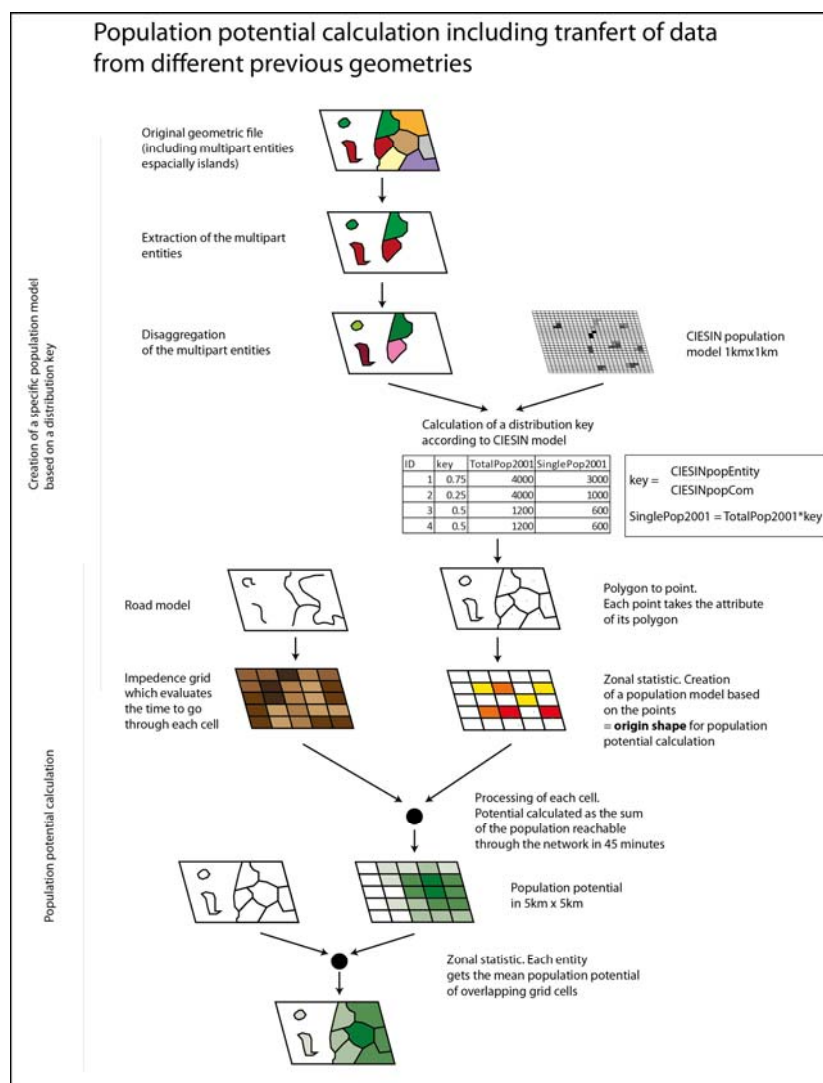 Population potential calculation including tranfert of data
from different previous geometries
Original geometric file
(including multipart entities
espacially islands)
Extraction of the multipart
entities
Disaggregation
of the multipart entities
CIESIN population
model 1kmx1km
Creation of a specific population model
based on a distribution key
Calculation of a distribution key
according to CIESIN model
ID key TotalPop2001 SinglePop2001
1 0.75 4000 3000
2 0.25 4000 1000
3 0.5 1200 600
4 0.5 1200 600
key = CIESINpopEntity
CIESINpopCom
SinglePop2001 = TotalPop2001*key
Road model
Polygon to point.
Each point takes the attribute
of its polygon
Impedence grid
which evaluates
the time to go
through each cell
Zonal statistic. Creation
of a population model based
on the points
= origin shape for population
potential calculation
Population potential calculation
Processing of each cell.
Potential calculated as the sum
of the population reachable
through the network in 45 minutes
Population potential
in 5km x 5km
Zonal statistic. Each entity
gets the mean population potential
of overlapping grid cells